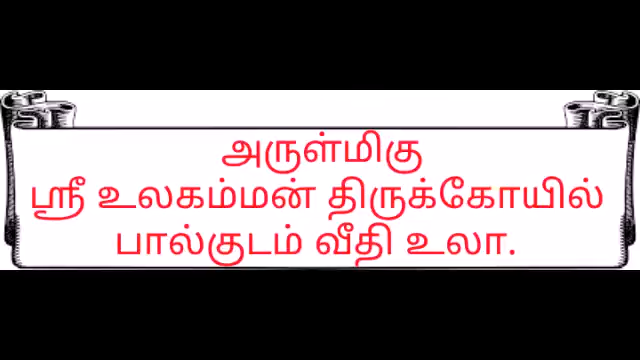 அருள்மிகு
ஸ்ரீ உலகம்மன் திருக்கோயில்
பால்குடம் வீதி உலா.